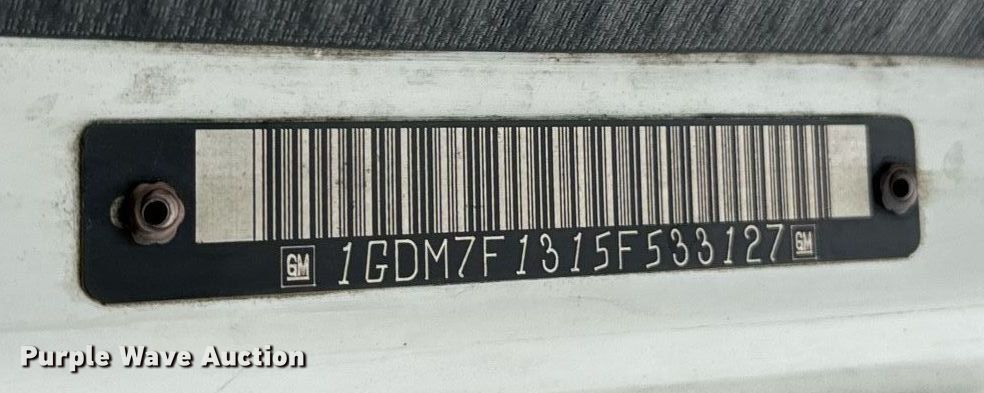 GM 1GDM7F1315F533127 GM
Purple Wave Auction